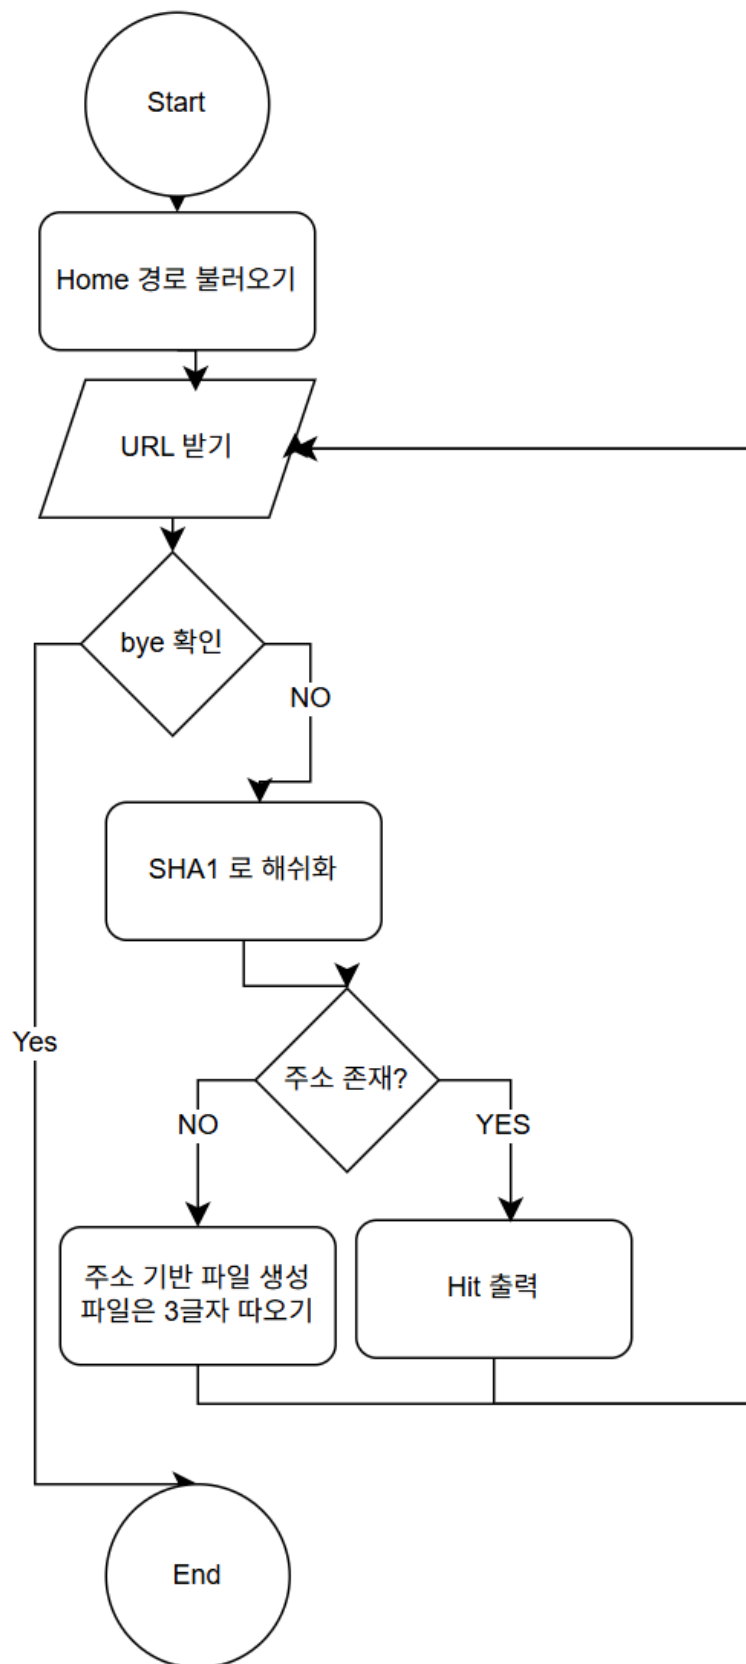 Start
Home 경로 불러오기
URL 받기
bye 확인
NO
SHA1 로 해쉬화
Yes
주소 존재?
NO
YES
주소 기반 파일 생성
파일은 3글자 따오기
Hit 출력
End